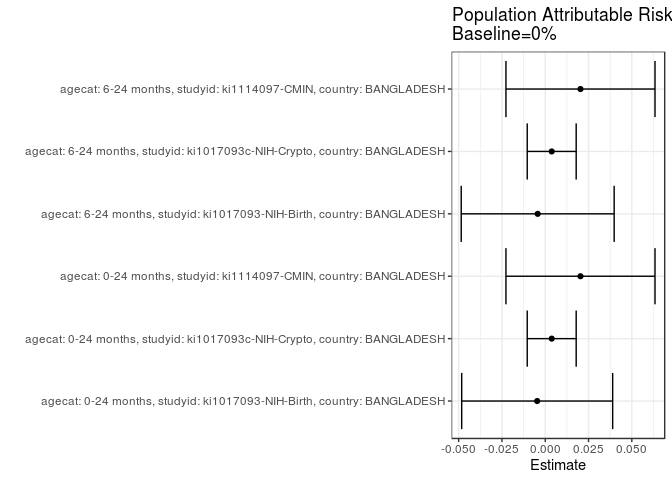 Population Attributable Risk
Baseline=0%
agecat: 6-24 months, studyid: ki1114097-CMIN, country: BANGLADESH
agecat: 6-24 months, studyid: ki1017093c-NIH-Crypto, country: BANGLADESH
agecat: 6-24 months, studyid: ki1017093-NIH-Birth, country: BANGLADESH
agecat: 0-24 months, studyid: ki1114097-CMIN, country: BANGLADESH
agecat: 0-24 months, studyid: ki1017093c-NIH-Crypto, country: BANGLADESH
agecat: 0-24 months, studyid: ki1017093-NIH-Birth, country: BANGLADESH
-0.050 -0.025 0.000 0.025 0.050
Estimate